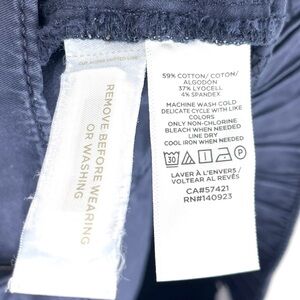 REMOVE BEFORE WEARING
OR WASHING
59% COTTON/ COTON/
ALGODON
37% LYOCELL
4% SPANDEX
MACHINE WASH COLD
DELICATE CYCLE WITH LIKE
COLORS
ONLY NON-CHLORINE
BLEACH WHEN NEEDED
LINE DRY
COOL IRON WHEN NEEDED
30 P
LAVER À L'ENVERS /
VOLTEAR AL REVÉS
CA#57421
RN#140923